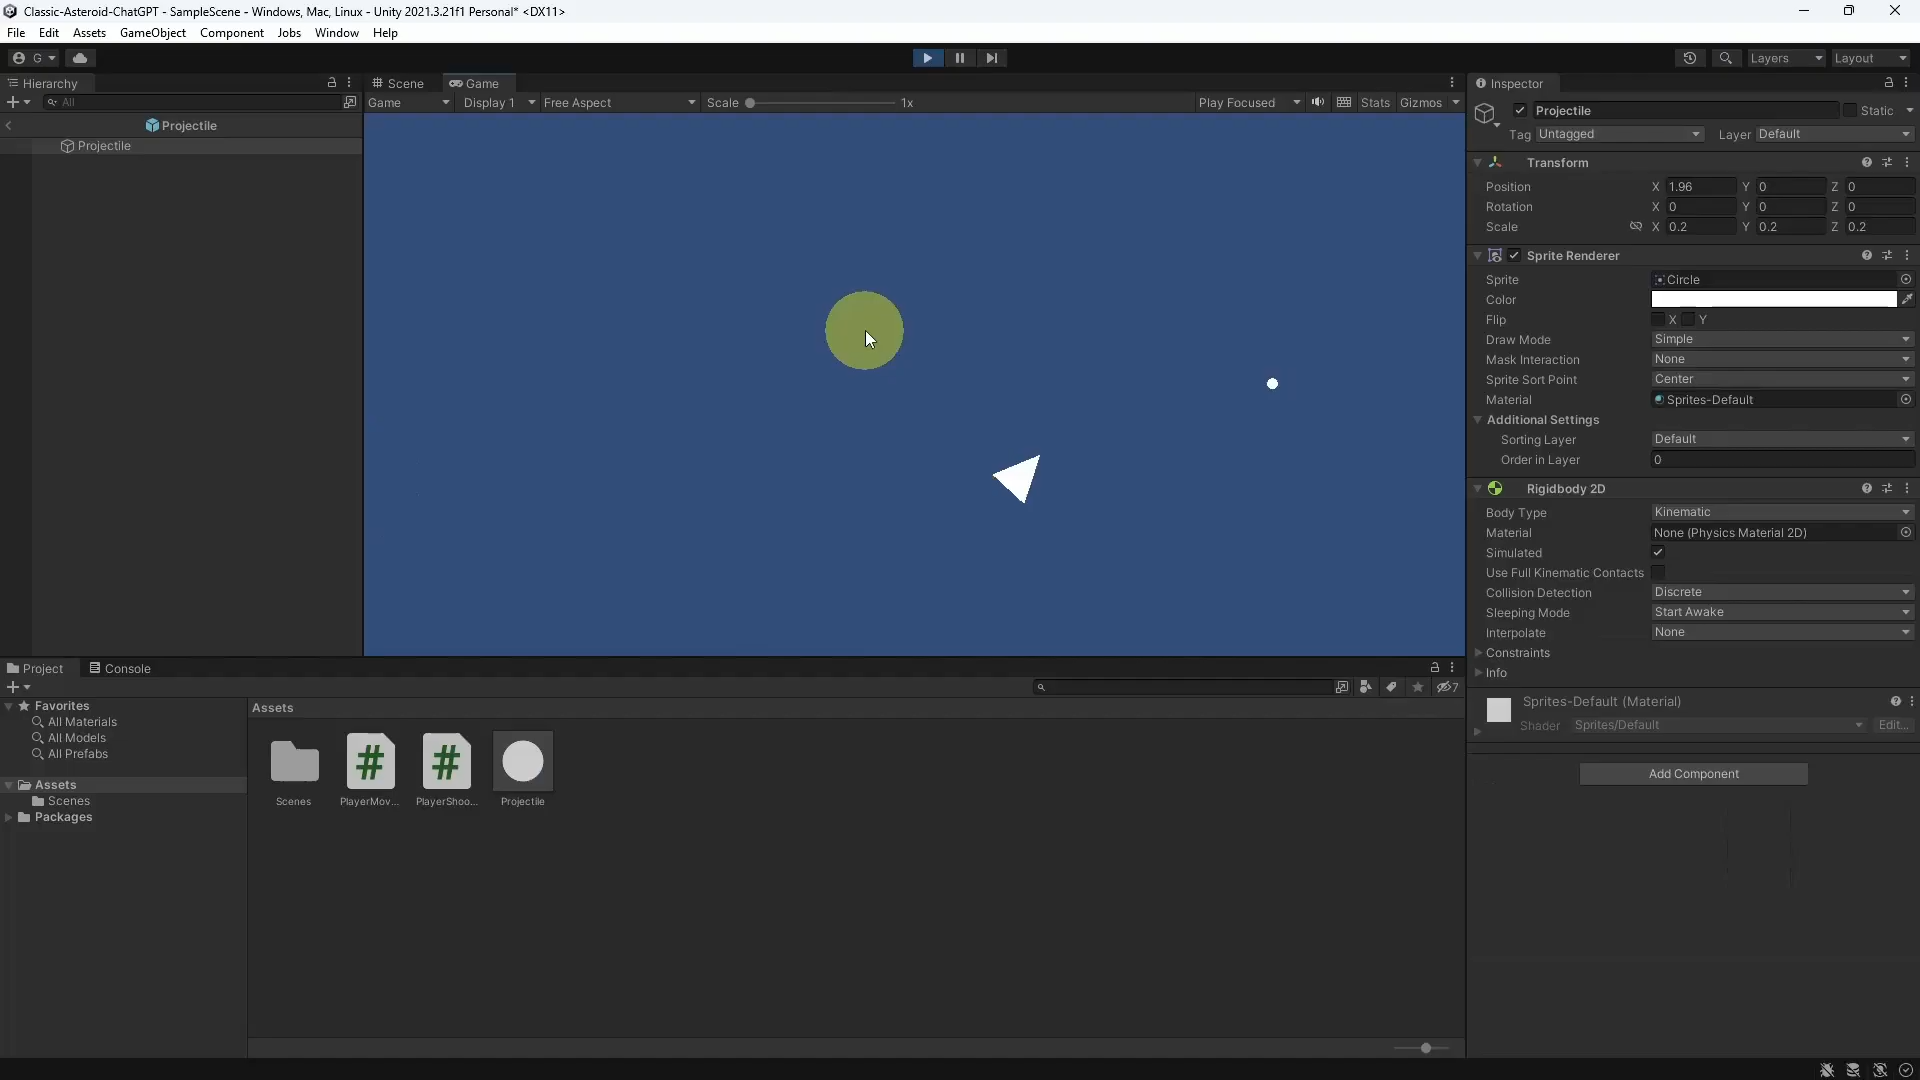 Classic-Asteroid-ChatGPT - SampleScene - Windows, Mac, Linux - Unity 2021.3.21f1 Personal* <DX11>
File Edit Assets GameObject Component Jobs Window Help
G Layers Layout
Hierarchy Scene Game Inspector
All Game Display 1 Free Aspect Scale 1x Play Focused Stats Gizmos
Projectile
Projectile
Projectile Static
Tag Untagged Layer Default
Transform
Position X 1.96 Y 0 Z 0
Rotation X 0 Y 0 Z 0
Scale X 0.2 Y 0.2 Z 0.2
Sprite Renderer
Sprite Circle
Color
Flip X Y
Draw Mode Simple
Mask Interaction None
Sprite Sort Point Center
Material Sprites-Default
Additional Settings
Sorting Layer Default
Order in Layer 0
Rigidbody 2D
Body Type Kinematic
Material None (Physics Material 2D)
Simulated
Use Full Kinematic Contacts
Collision Detection Discrete
Sleeping Mode Start Awake
Interpolate None
Constraints
Info
Sprites-Default (Material)
Shader Sprites/Default Edit...
Add Component
Project Console
7
Favorites
All Materials
All Models
All Prefabs
Assets
Scenes
Packages
Assets
Scenes PlayerMov... PlayerShoo... Projectile